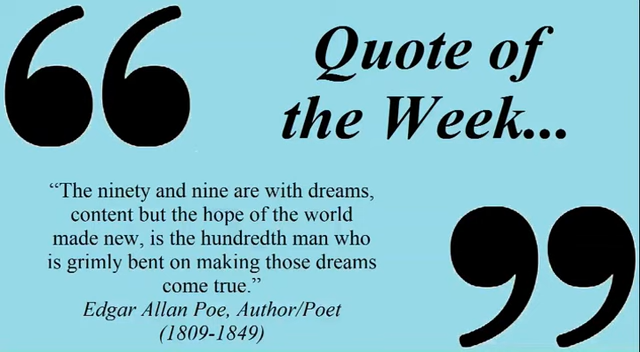 Quote of
the Week...
“The ninety and nine are with dreams,
content but the hope of the world
made new, is the hundredth man who
is grimly bent on making those dreams
come true.”
Edgar Allan Poe, Author/Poet
(1809-1849)